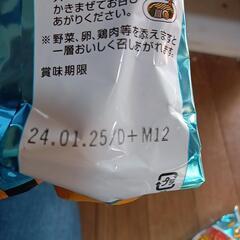 かきまぜてお召し
あがりください。
※野菜、卵、鶏肉等を添えますと
一層おいしく召しあがれます。
賞味期限
24.01.25/D+M12